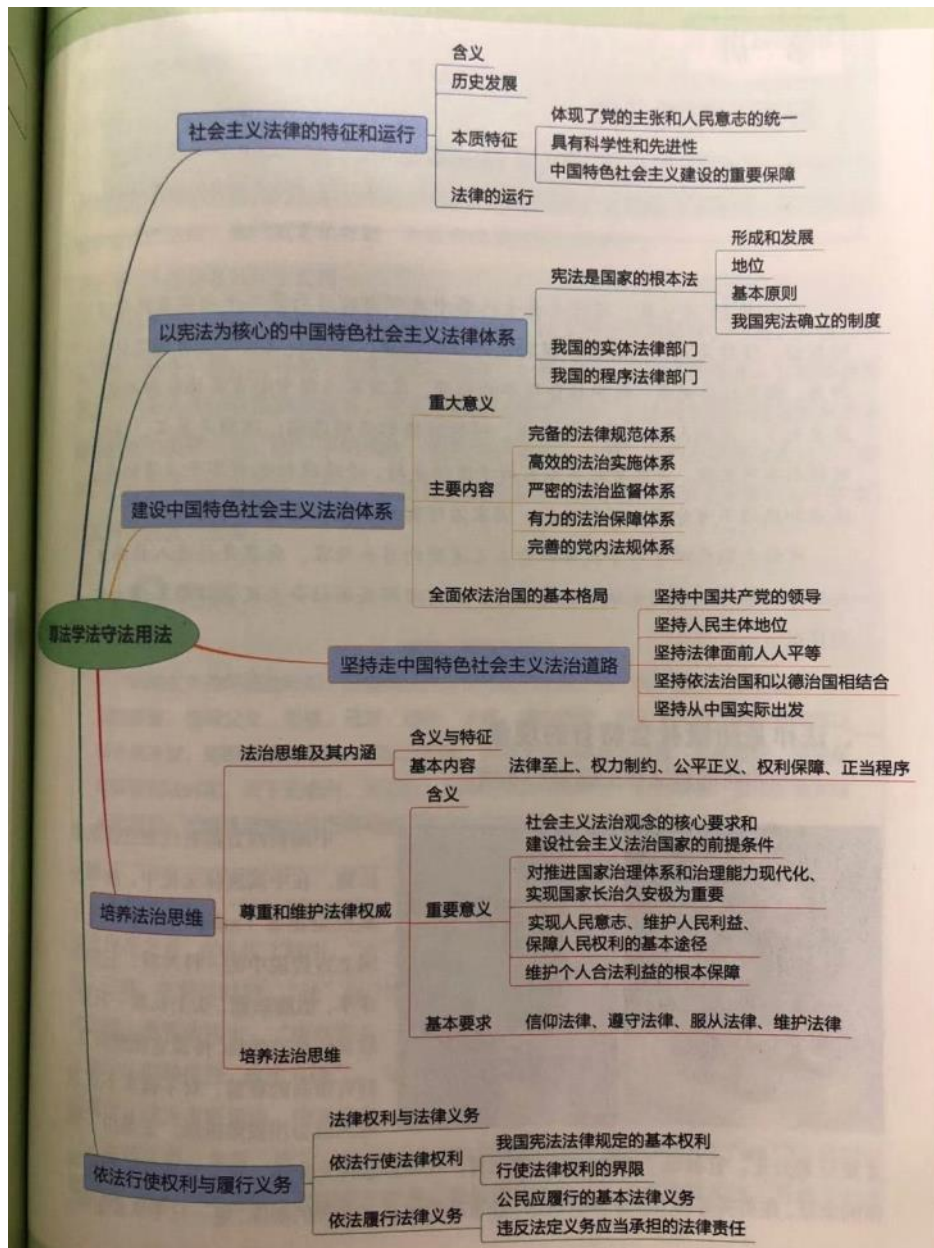 含义
历史发展
社会主义法律的特征和运行
本质特征
体现了党的主张和人民意志的统一
具有科学性和先进性
中国特色社会主义建设的重要保障
法律的运行
以宪法为核心的中国特色社会主义法律体系
宪法是国家的根本法
形成和发展
地位
基本原则
我国宪法确立的制度
我国的实体法律部门
我国的程序法律部门
建设中国特色社会主义法治体系
重大意义
主要内容
完备的法律规范体系
高效的法治实施体系
严密的法治监督体系
有力的法治保障体系
完善的党内法规体系
全面依法治国的基本格局
尊法学法守法用法
坚持走中国特色社会主义法治道路
坚持中国共产党的领导
坚持人民主体地位
坚持法律面前人人平等
坚持依法治国和以德治国相结合
坚持从中国实际出发
培养法治思维
法治思维及其内涵
含义与特征
基本内容
法律至上、权力制约、公平正义、权利保障、正当程序
尊重和维护法律权威
含义
重要意义
社会主义法治观念的核心要求和
建设社会主义法治国家的前提条件
对推进国家治理体系和治理能力现代化、
实现国家长治久安极为重要
实现人民意志、维护人民利益、
保障人民权利的基本途径
维护个人合法利益的根本保障
基本要求
信仰法律、遵守法律、服从法律、维护法律
培养法治思维
依法行使权利与履行义务
法律权利与法律义务
依法行使法律权利
我国宪法法律规定的基本权利
行使法律权利的界限
依法履行法律义务
公民应履行的基本法律义务
违反法定义务应当承担的法律责任